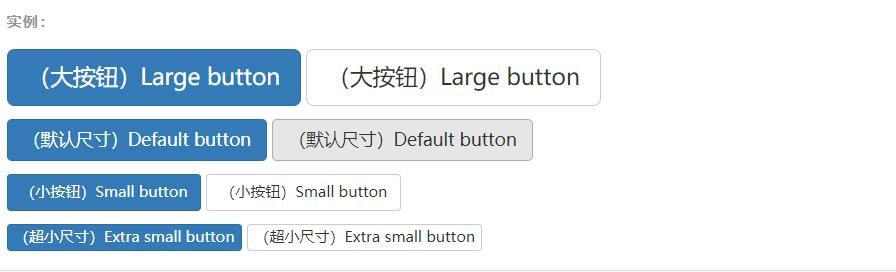 实例：
（大按钮）Large button （大按钮）Large button
（默认尺寸）Default button （默认尺寸）Default button
（小按钮）Small button （小按钮）Small button
（超小尺寸）Extra small button （超小尺寸）Extra small button